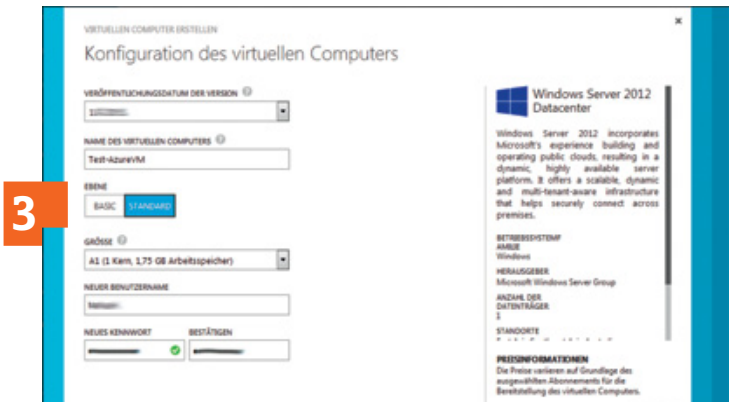 VIRTUELLEN COMPUTER ERSTELLEN
Konfiguration des virtuellen Computers
VERÖFFENTLICHUNGSDATUM DER VERSION
NAME DES VIRTUELLEN COMPUTERS
Test-AzureVM
EBENE
BASIC STANDARD
3
GRÖSSE
A1 (1 Kern, 1,75 GB Arbeitsspeicher)
NEUER BENUTZERNAME
NEUES KENNWORT BESTÄTIGEN
Windows Server 2012
Datacenter
Windows Server 2012 incorporates
Microsoft's experience building and
operating public clouds, resulting in a
dynamic, highly available server
platform. It offers a scalable, dynamic
and multi-tenant-aware infrastructure
that helps securely connect across
premises.
BETRIEBSSYSTEMF
AMILIE
Windows
HERAUSGEBER
Microsoft Windows Server Group
ANZAHL DER
DATENTRÄGER
1
STANDORTE
PREISINFORMATIONEN
Die Preise variieren auf Grundlage des
ausgewählten Abonnements für die
Bereitstellung des virtuellen Computers.